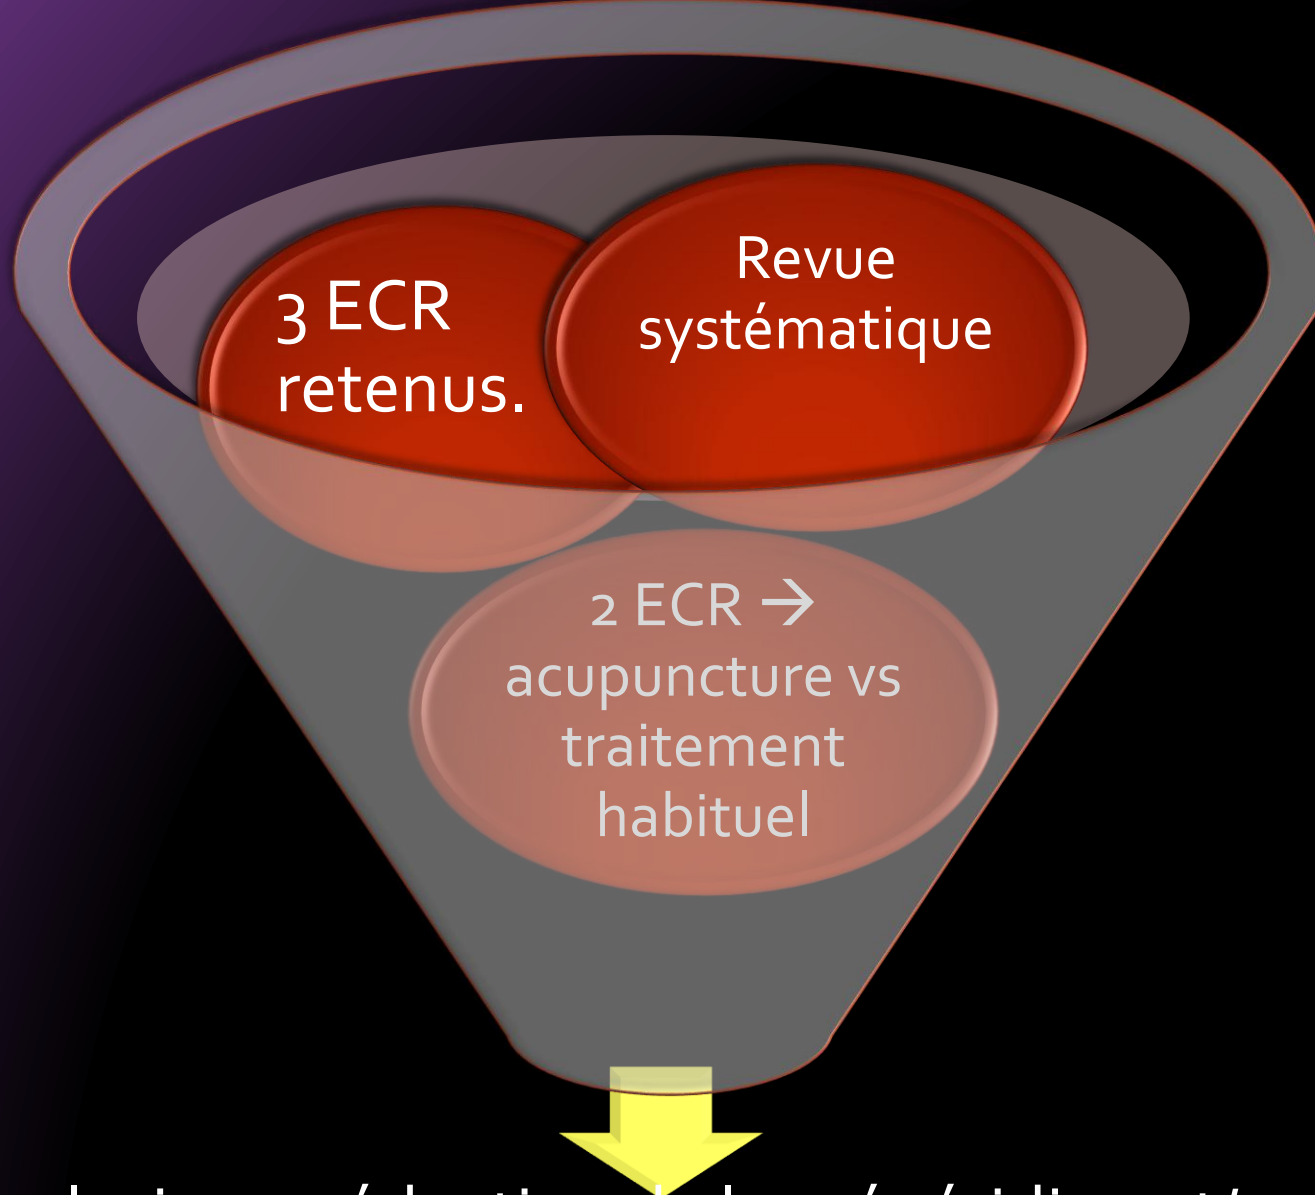 3 ECR
retenus.
Revue
systématique
2 ECR →
acupuncture vs
traitement
habituel